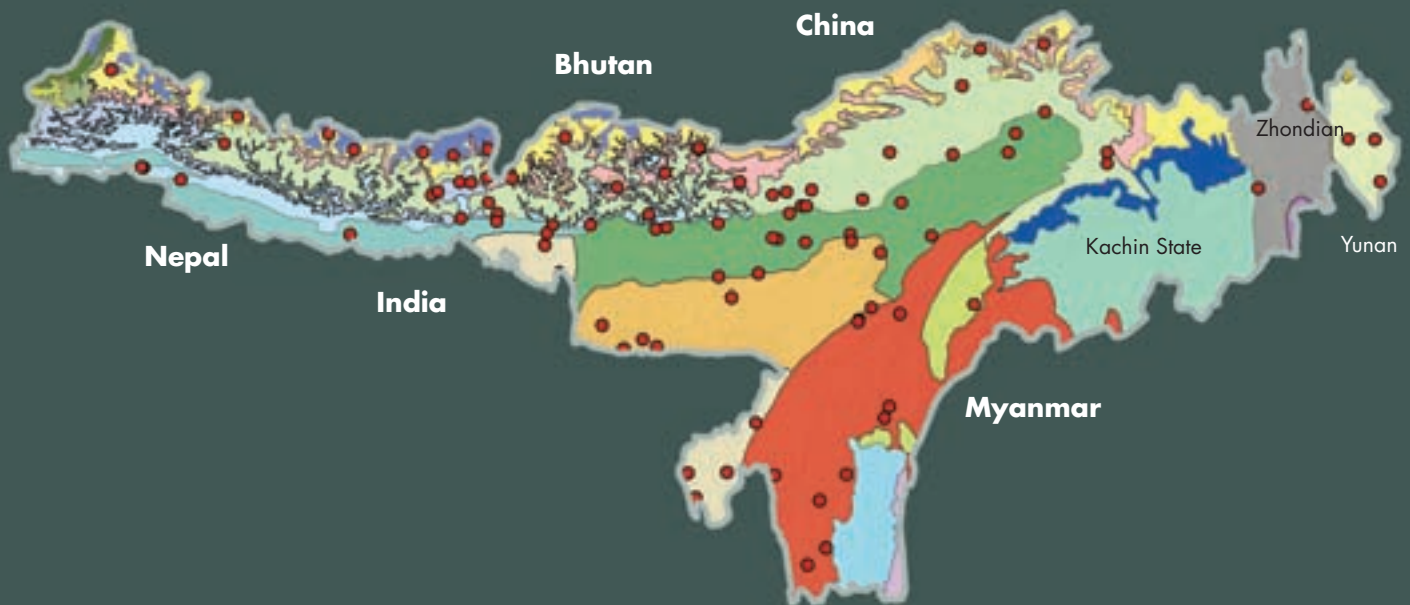 China
Bhutan
Zhondian
Nepal
Kachin State
Yunan
India
Myanmar